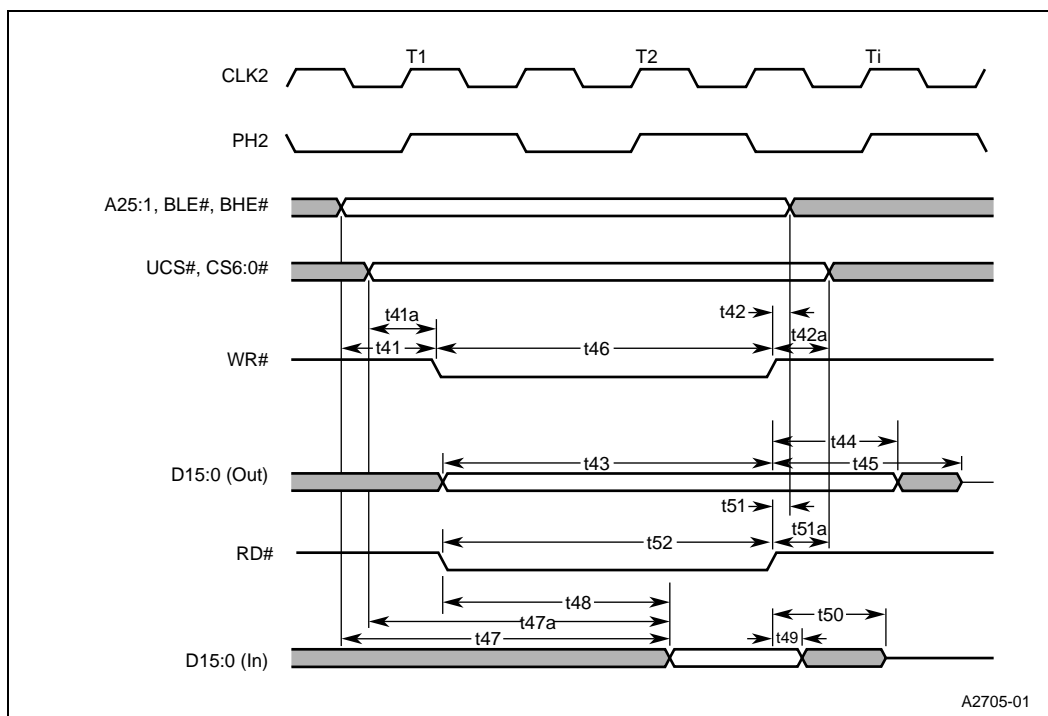 T1 T2 Ti
CLK2
PH2
A25:1, BLE#, BHE#
UCS#, CS6:0#
t41a t42
t41 t46 t42a
WR#
t44
t43 t45
D15:0 (Out)
t51
t52 t51a
RD#
t48 t50
t47a
t47 t49
D15:0 (In)
A2705-01